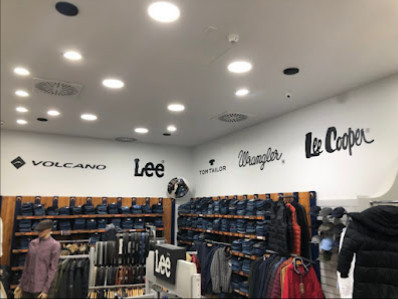 VOLCANO
Lee
TOM TAILOR
Wrangler
Lee Cooper
Lee